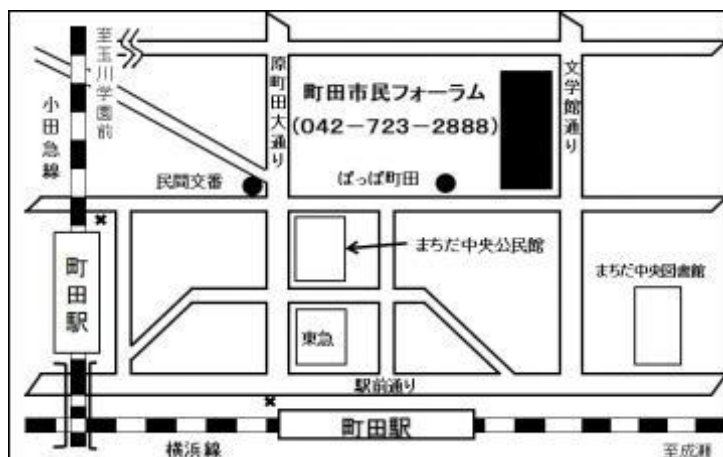 至玉川学園前
小田急線
原町田大通り
町田市民フォーラム
(042-723-2888)
文学館通り
民間交番
ぽっぽ町田
町田駅
まちだ中央公民館
まちだ中央図書館
東急
駅前通り
町田駅
横浜線
至成瀬